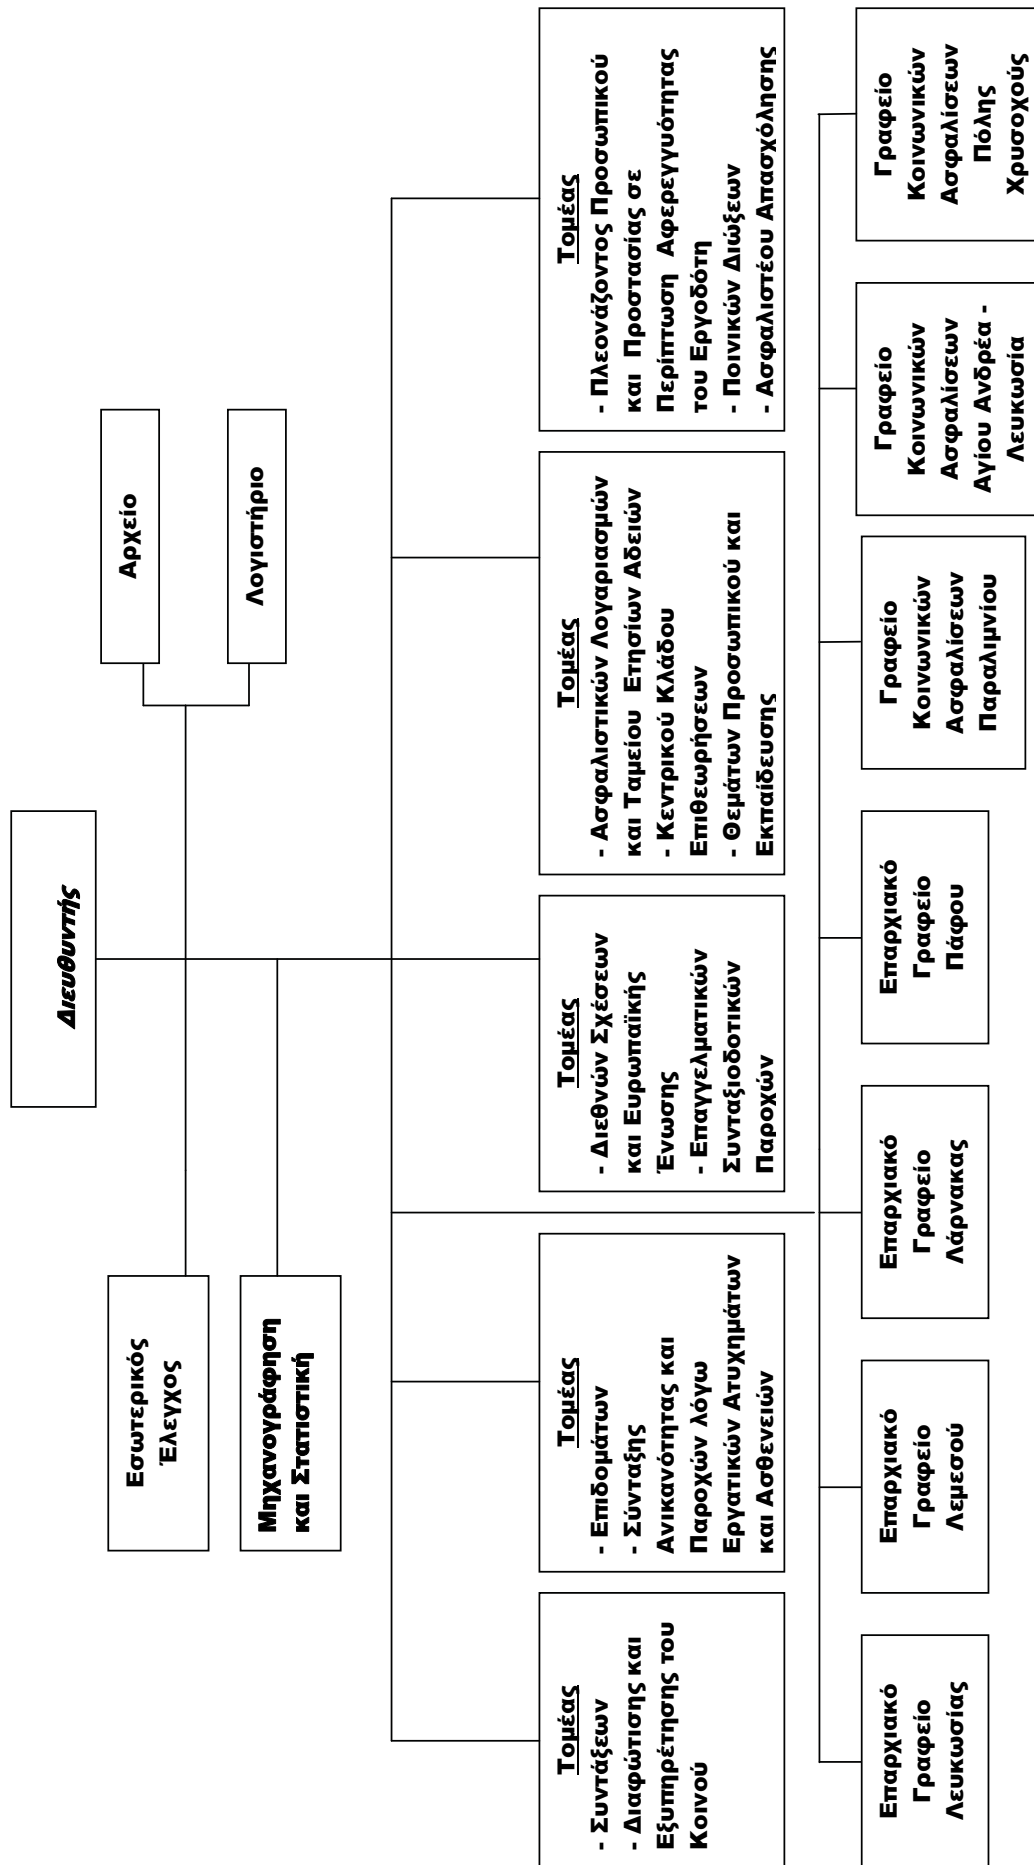 Διευθυντής
Εσωτερικός
Έλεγχος
Μηχανογράφηση
και Στατιστική
Αρχείο
Λογιστήριο
Τομέας
- Συντάξεων
- Διαφώτισης και
Εξυπηρέτησης του
Κοινού
Τομέας
- Επιδομάτων
- Σύνταξης
Ανικανότητας και
Παροχών λόγω
Εργατικών Ατυχημάτων
και Ασθενειών
Τομέας
- Διεθνών Σχέσεων
και Ευρωπαϊκής
Ένωσης
- Επαγγελματικών
Συνταξιοδοτικών
Παροχών
Τομέας
- Ασφαλιστικών Λογαριασμών
και Ταμείου Ετησίων Αδειών
- Κεντρικού Κλάδου
Επιθεωρήσεων
- Θεμάτων Προσωπικού και
Εκπαίδευσης
Τομέας
- Πλεονάζοντος Προσωπικού
και Προστασίας σε
Περίπτωση Αφερεγγυότητας
του Εργοδότη
- Ποινικών Διώξεων
- Ασφαλιστέου Απασχόλησης
Επαρχιακό
Γραφείο
Λευκωσίας
Επαρχιακό
Γραφείο
Λεμεσού
Επαρχιακό
Γραφείο
Λάρνακας
Επαρχιακό
Γραφείο
Πάφου
Γραφείο
Κοινωνικών
Ασφαλίσεων
Παραλιμνίου
Γραφείο
Κοινωνικών
Ασφαλίσεων
Αγίου Ανδρέα -
Λευκωσία
Γραφείο
Κοινωνικών
Ασφαλίσεων
Πόλης
Χρυσοχούς